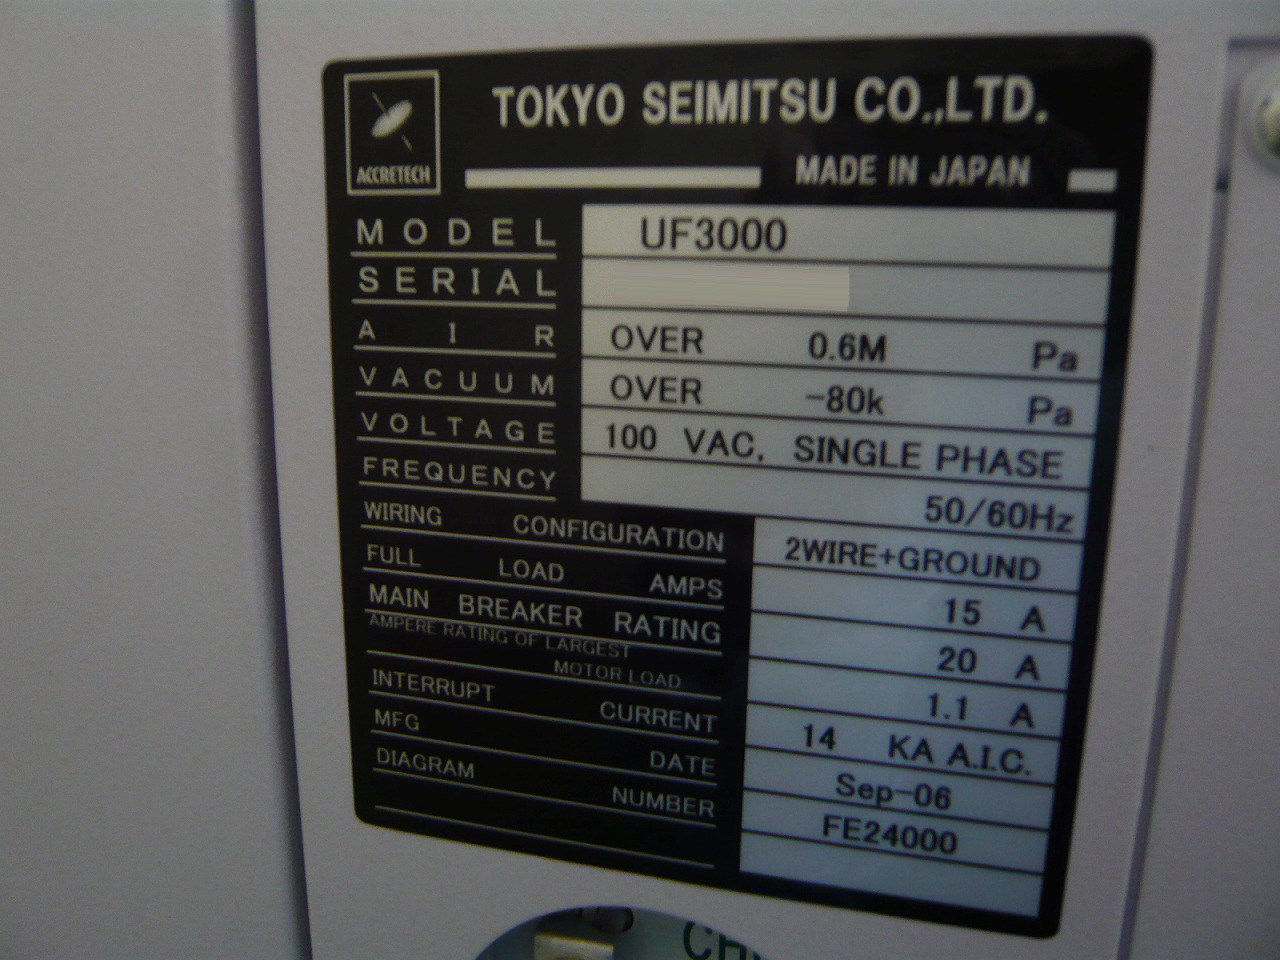 ACCRETECH
TOKYO SEIMITSU CO.,LTD.
MADE IN JAPAN
MODEL UF3000
SERIAL
AIR OVER 0.6M Pa
VACUUM OVER -80k Pa
VOLTAGE 100 VAC, SINGLE PHASE
FREQUENCY 50/60Hz
WIRING CONFIGURATION 2WIRE+GROUND
FULL LOAD AMPS 15 A
MAIN BREAKER RATING 20 A
AMPERE RATING OF LARGEST
MOTOR LOAD 1.1 A
INTERRUPT CURRENT 14 KA A.I.C.
MFG DATE Sep-06
DIAGRAM NUMBER FE24000